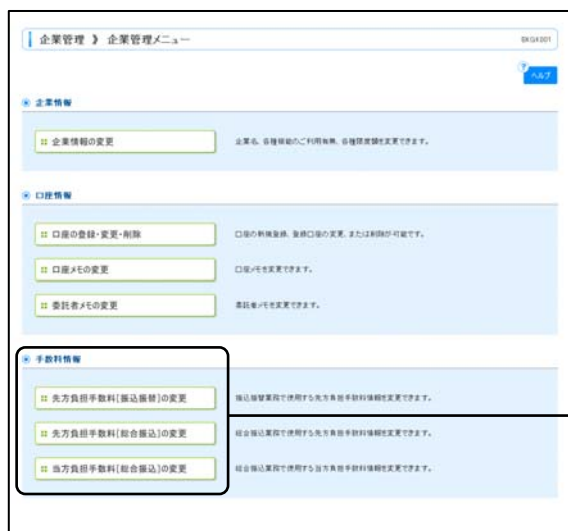 企業管理 》 企業管理メニュー
BKGK001
? ヘルプ
企業情報
企業情報の変更
企業名、各種機能のご利用有無、各種限度額を変更できます。
口座情報
口座の登録・変更・削除
口座の新規登録、登録口座の変更、または削除が可能です。
口座メモの変更
口座メモを変更できます。
委託者メモの変更
委託者メモを変更できます。
手数料情報
先方負担手数料[振込振替]の変更
振込振替業務で使用する先方負担手数料情報を変更できます。
先方負担手数料[総合振込]の変更
総合振込業務で使用する先方負担手数料情報を変更できます。
当方負担手数料[総合振込]の変更
総合振込業務で使用する当方負担手数料情報を変更できます。